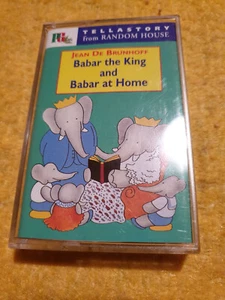 TELLASTORY
from RANDOM HOUSE
JEAN DE BRUNHOFF
Babar the King
and
Babar at Home